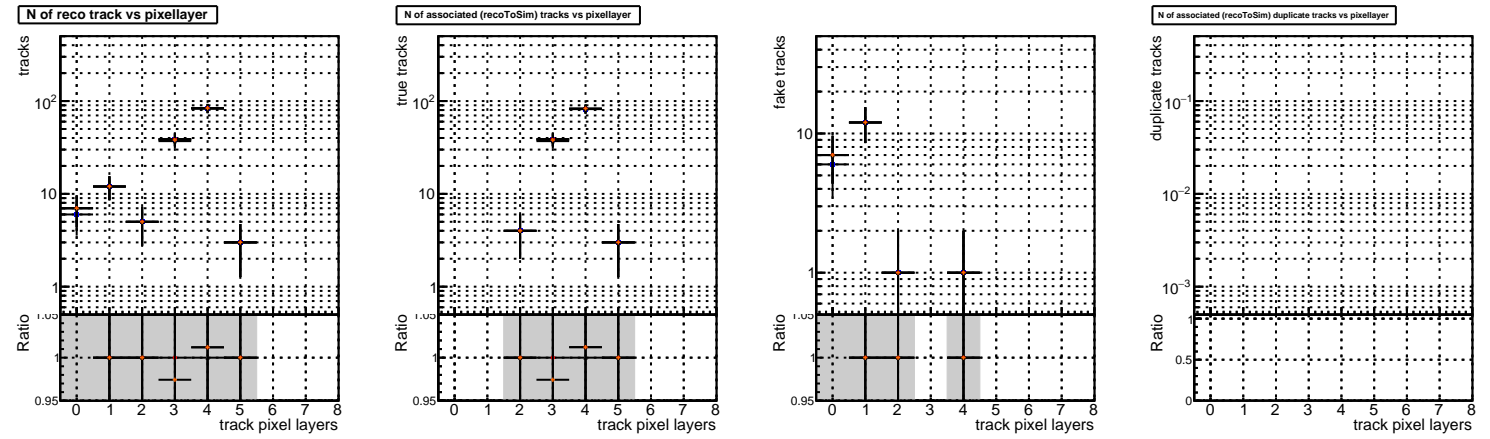 N of reco track vs pixellayer
tracks
10²
10
1
Ratio
1.05
1
0.95
0 1 2 3 4 5 6 7 8
track pixel layers
N of associated (recoToSim) tracks vs pixellayer
true tracks
10²
10
1
Ratio
1.05
1
0.95
0 1 2 3 4 5 6 7 8
track pixel layers
fake tracks
10
1
Ratio
1.05
1
0.95
0 1 2 3 4 5 6 7 8
track pixel layers
N of associated (recoToSim) duplicate tracks vs pixellayer
duplicate tracks
10⁻¹
10⁻²
10⁻³
Ratio
1
0.5
0
0 1 2 3 4 5 6 7 8
track pixel layers